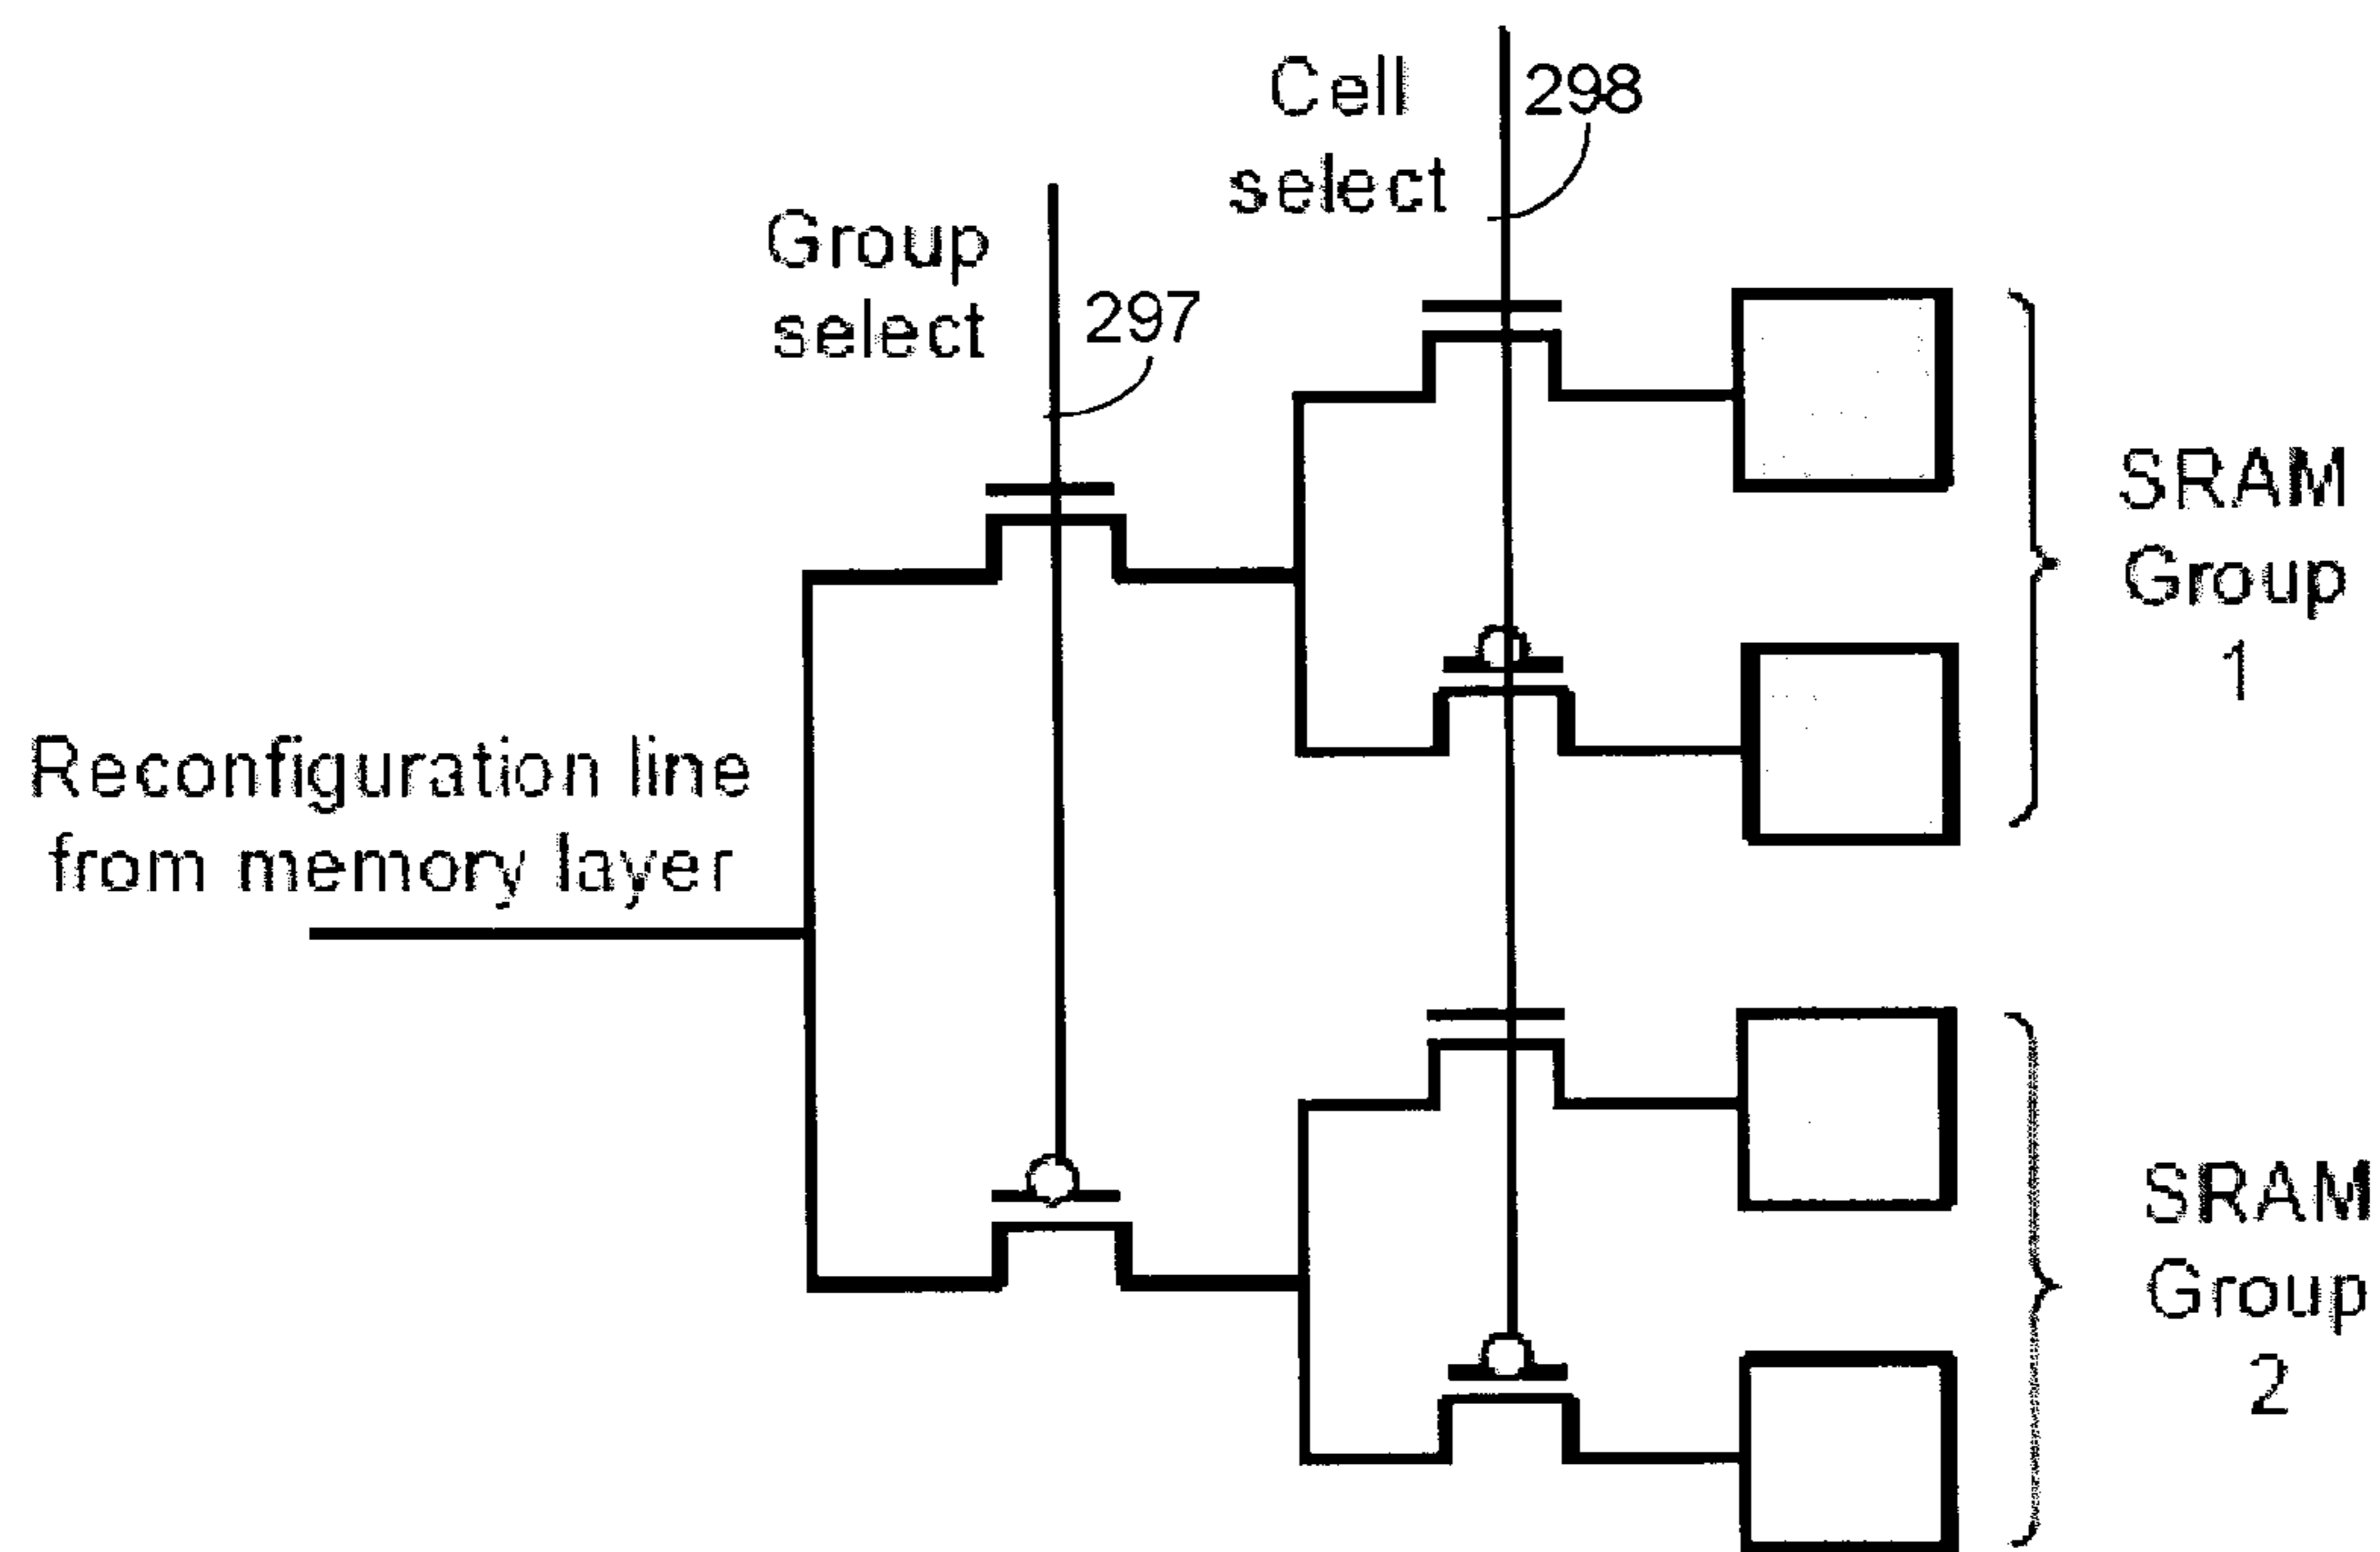 Cell
select
298
Group
select
297
SRAM
Group
1
Reconfiguration line
from memory layer
SRAM
Group
2